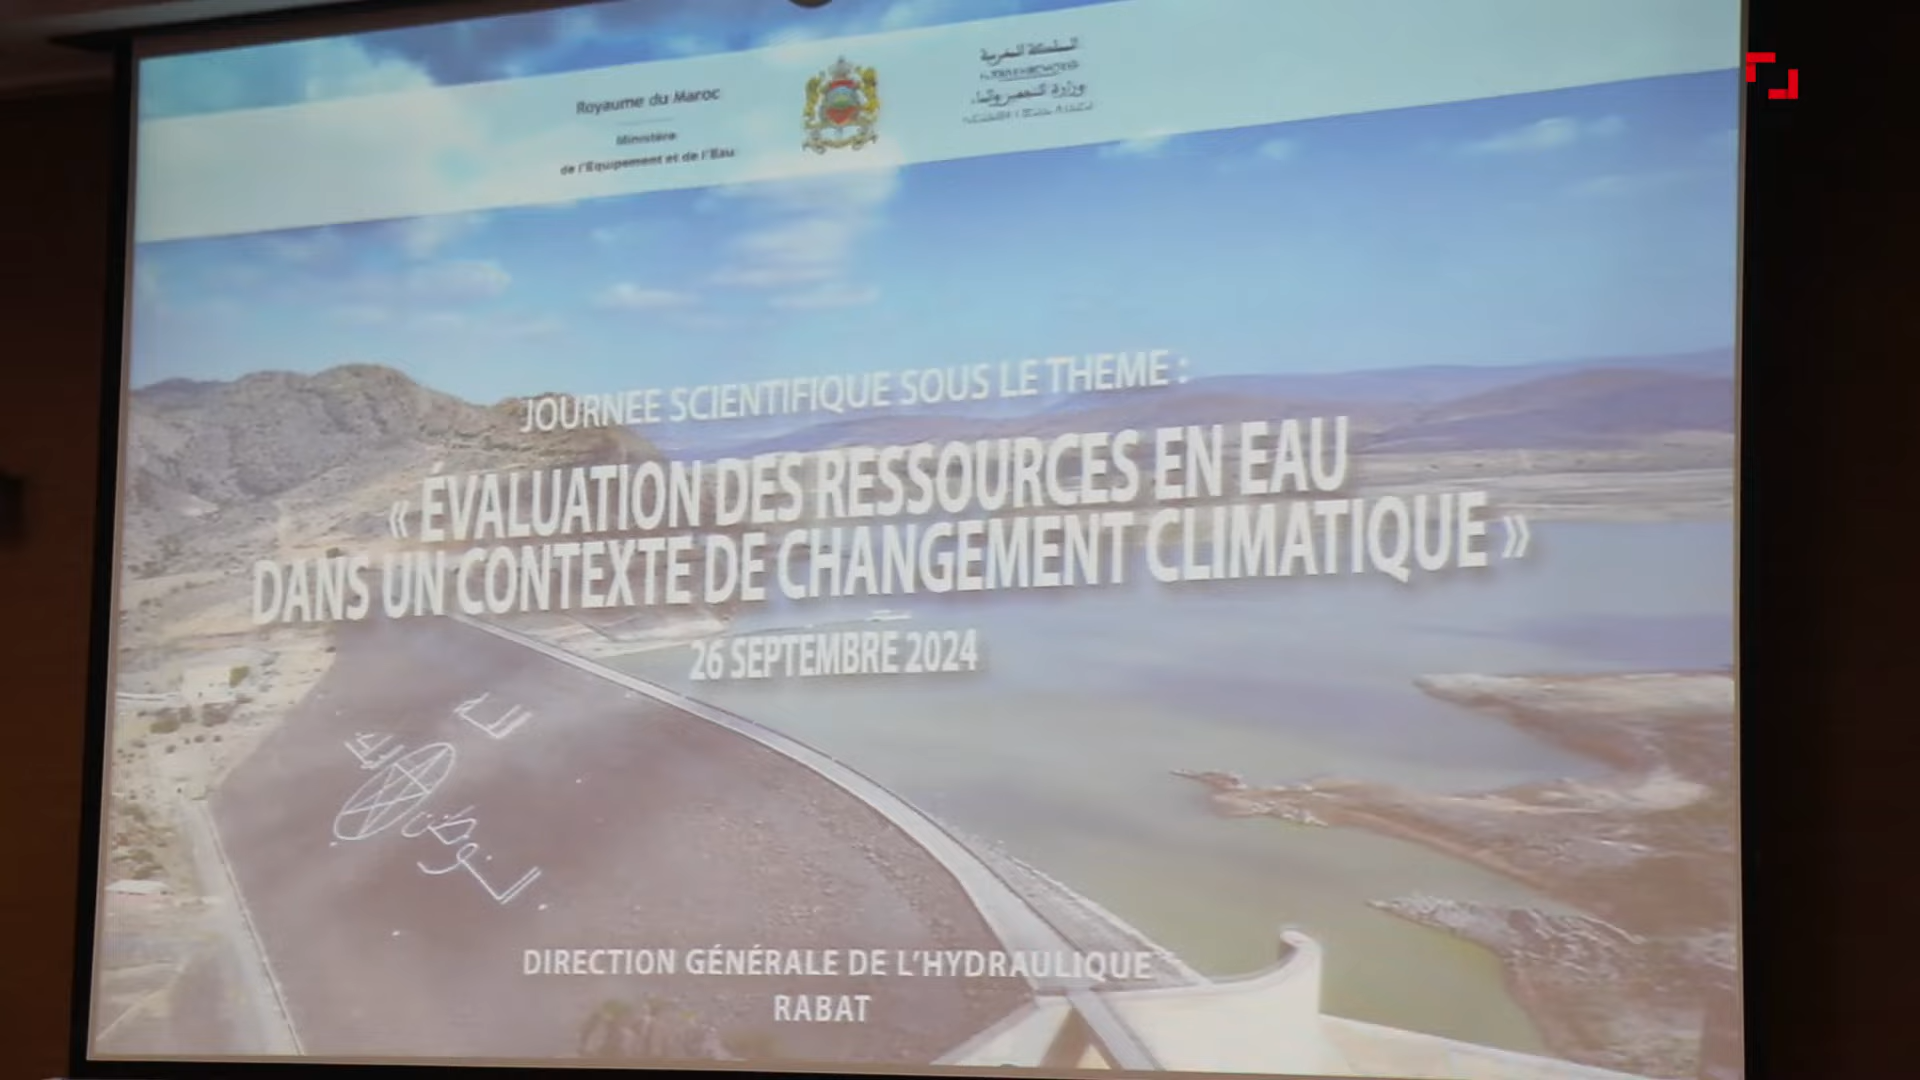 Royaume du Maroc
Ministère
de l'Equipement et de l'Eau
المملكة المغربية
وزارة التجهيز والماء
JOURNEE SCIENTIFIQUE SOUS LE THEME :
« ÉVALUATION DES RESSOURCES EN EAU
DANS UN CONTEXTE DE CHANGEMENT CLIMATIQUE »
26 SEPTEMBRE 2024
DIRECTION GÉNÉRALE DE L'HYDRAULIQUE
RABAT